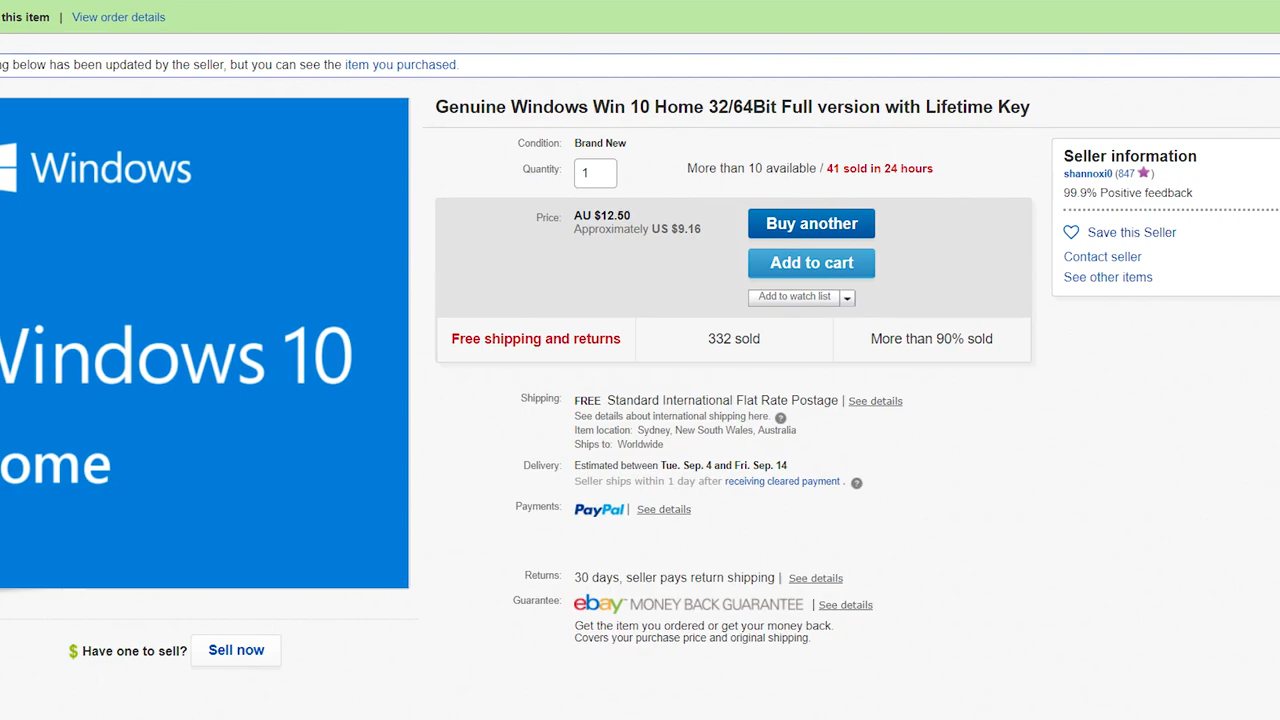 this item | View order details
ng below has been updated by the seller, but you can see the item you purchased.
Windows
Windows 10
ome
Genuine Windows Win 10 Home 32/64Bit Full version with Lifetime Key
Condition: Brand New
Quantity: 1 More than 10 available / 41 sold in 24 hours
Price: AU $12.50
Approximately US $9.16
Buy another
Add to cart
Add to watch list
Free shipping and returns 332 sold More than 90% sold
Shipping: FREE Standard International Flat Rate Postage | See details
See details about international shipping here. ?
Item location: Sydney, New South Wales, Australia
Ships to: Worldwide
Delivery: Estimated between Tue. Sep. 4 and Fri. Sep. 14
Seller ships within 1 day after receiving cleared payment . ?
Payments: PayPal | See details
Returns: 30 days, seller pays return shipping | See details
Guarantee: ebay™ MONEY BACK GUARANTEE | See details
Get the item you ordered or get your money back.
Covers your purchase price and original shipping.
Seller information
shannoxi0 (847 ★ )
99.9% Positive feedback
Save this Seller
Contact seller
See other items
$ Have one to sell? Sell now